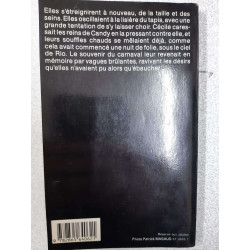 Elles s'étreignirent à nouveau, de la taille et des
seins. Elles oscillaient à la lisière du tapis, avec une
grande tentation de s'y laisser choir. Cécile cares-
sait les reins de Candy en la pressant contre elle, et
leurs souffles chauds se mêlaient déjà, comme
cela avait commencé une nuit de folie, sous le ciel
de Rio. Le souvenir du carnaval leur revenait en
mémoire par vagues brûlantes, ravivant les désirs
qu'elles n'avaient pu alors qu'ébaucher...
Photo Patrick MAGAUD